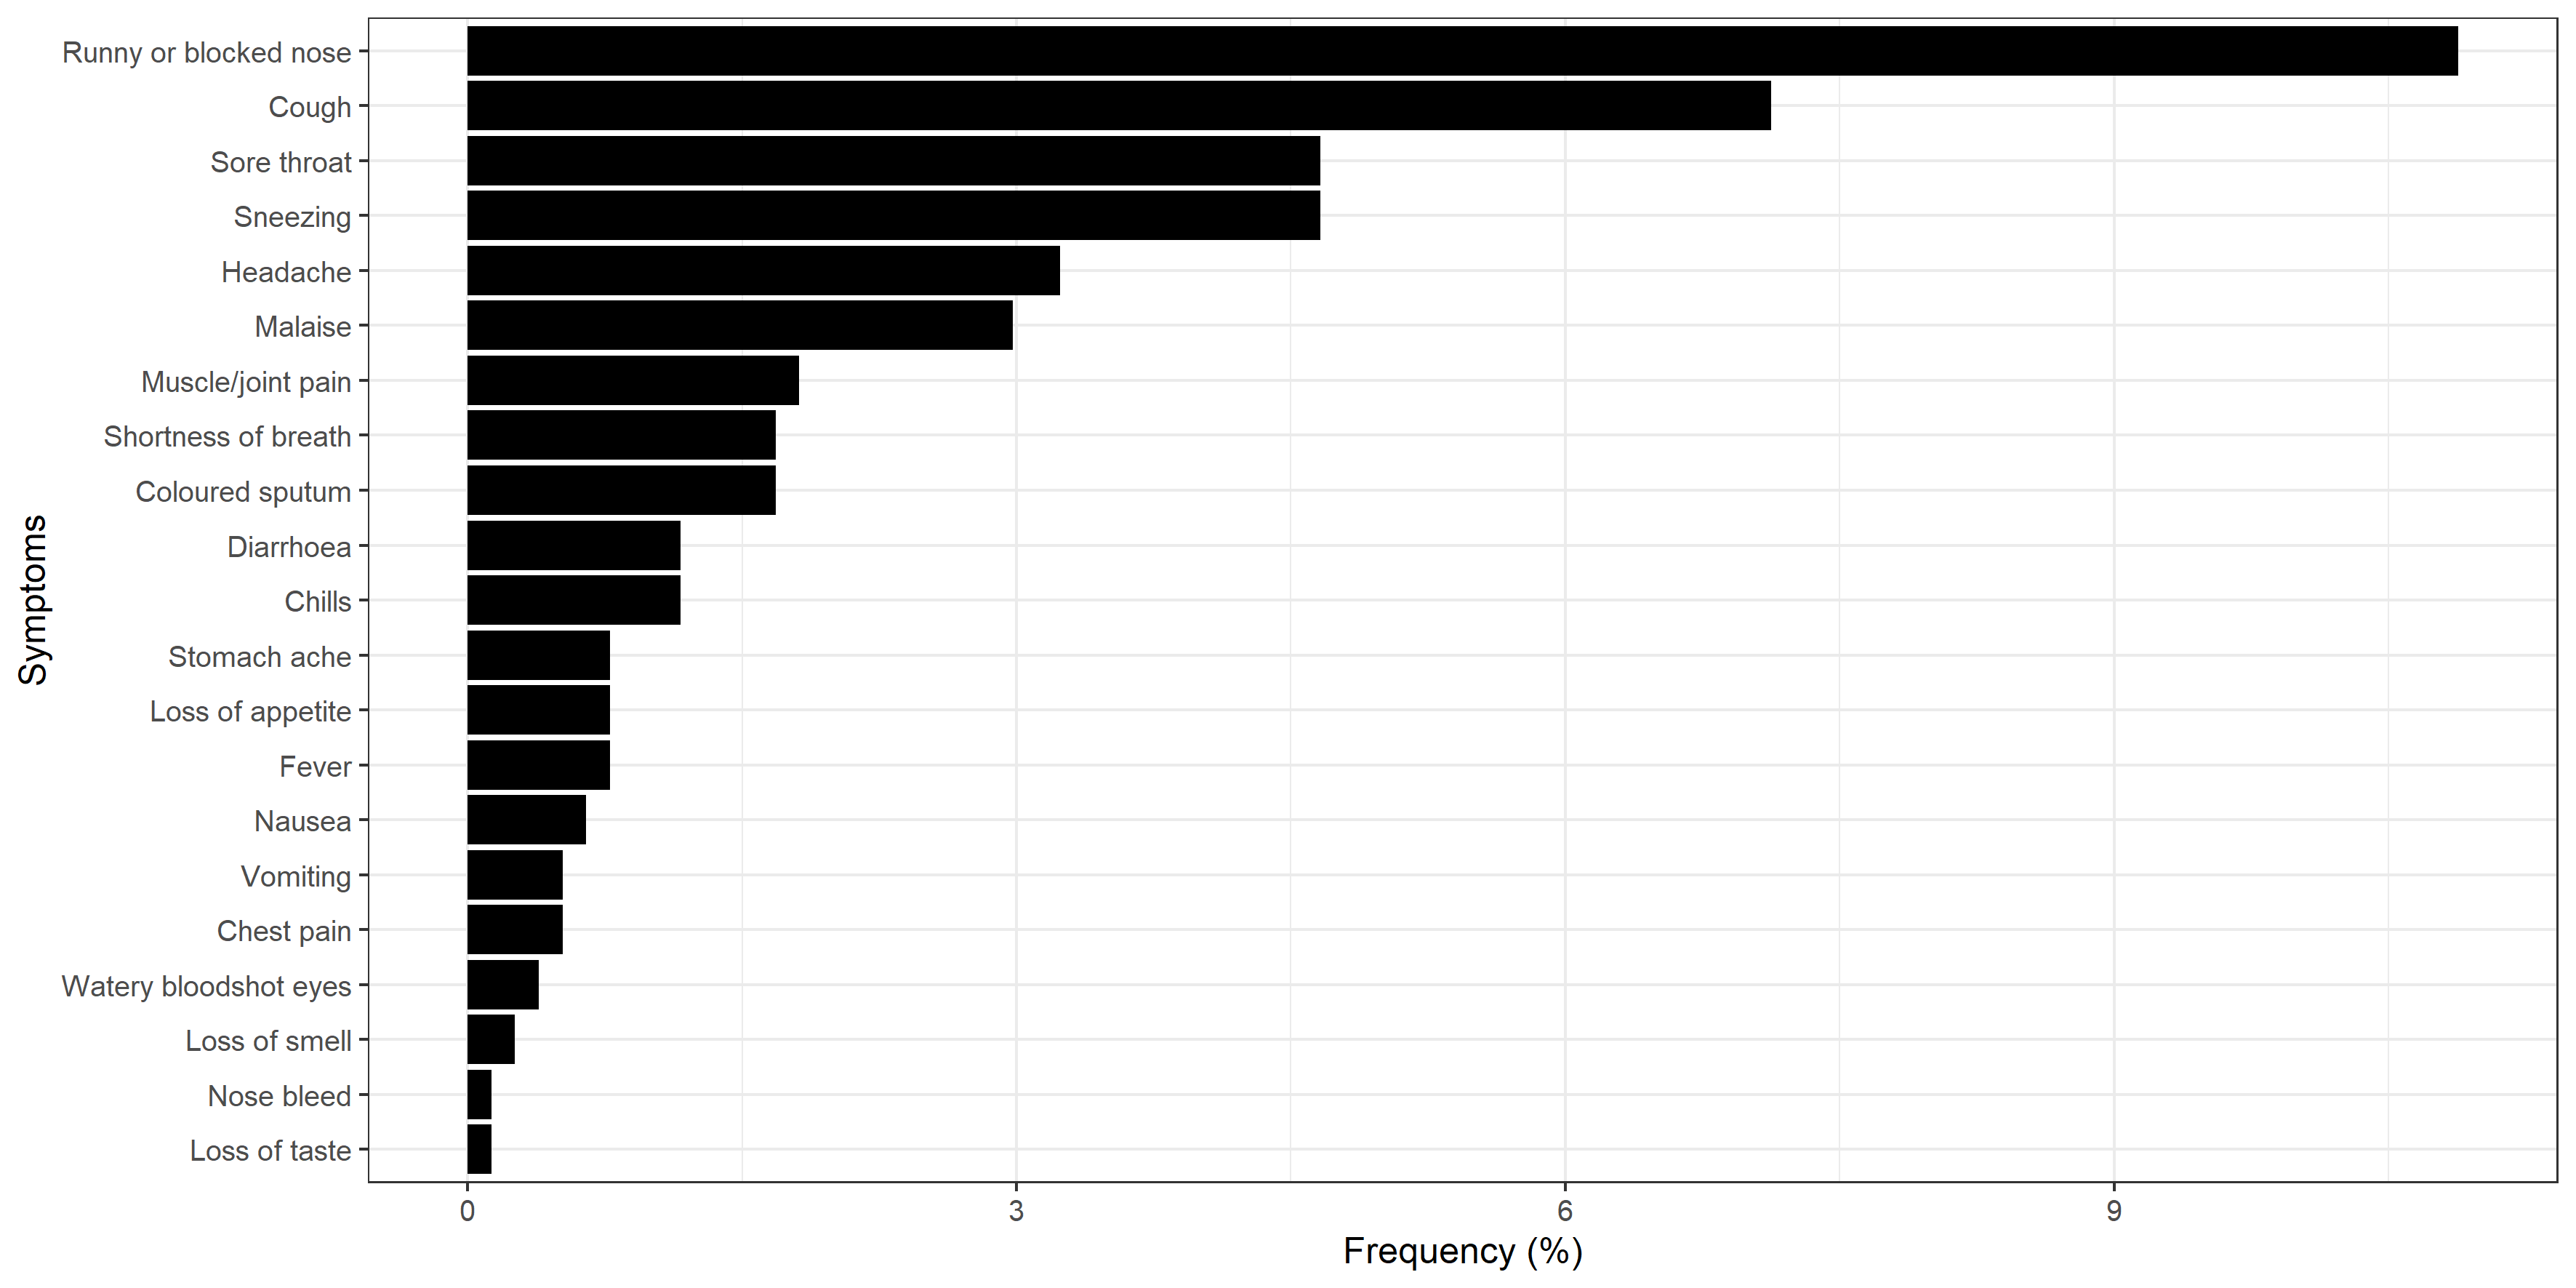 Runny or blocked nose
Cough
Sore throat
Sneezing
Headache
Malaise
Muscle/joint pain
Shortness of breath
Coloured sputum
Diarrhoea
Chills
Stomach ache
Loss of appetite
Fever
Nausea
Vomiting
Chest pain
Watery bloodshot eyes
Loss of smell
Nose bleed
Loss of taste
Symptoms
0 3 6 9
Frequency (%)